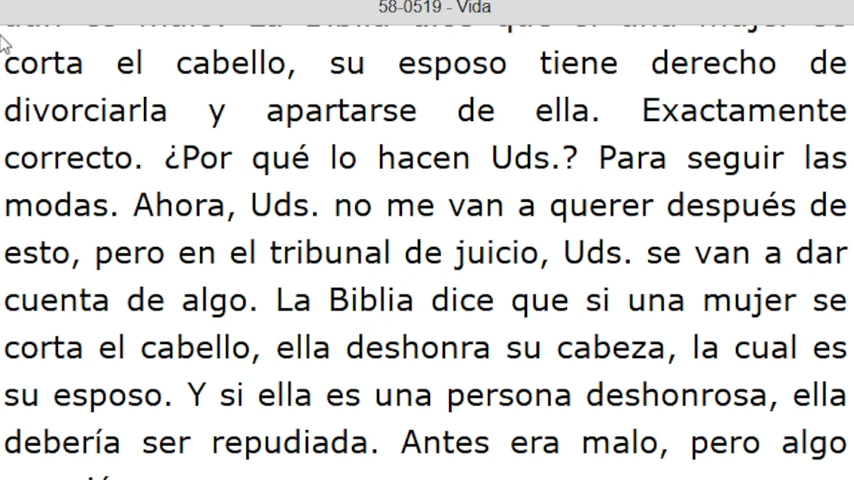 58-0519 - Vida
corta el cabello, su esposo tiene derecho de
divorciarla y apartarse de ella. Exactamente
correcto. ¿Por qué lo hacen Uds.? Para seguir las
modas. Ahora, Uds. no me van a querer después de
esto, pero en el tribunal de juicio, Uds. se van a dar
cuenta de algo. La Biblia dice que si una mujer se
corta el cabello, ella deshonra su cabeza, la cual es
su esposo. Y si ella es una persona deshonrosa, ella
debería ser repudiada. Antes era malo, pero algo